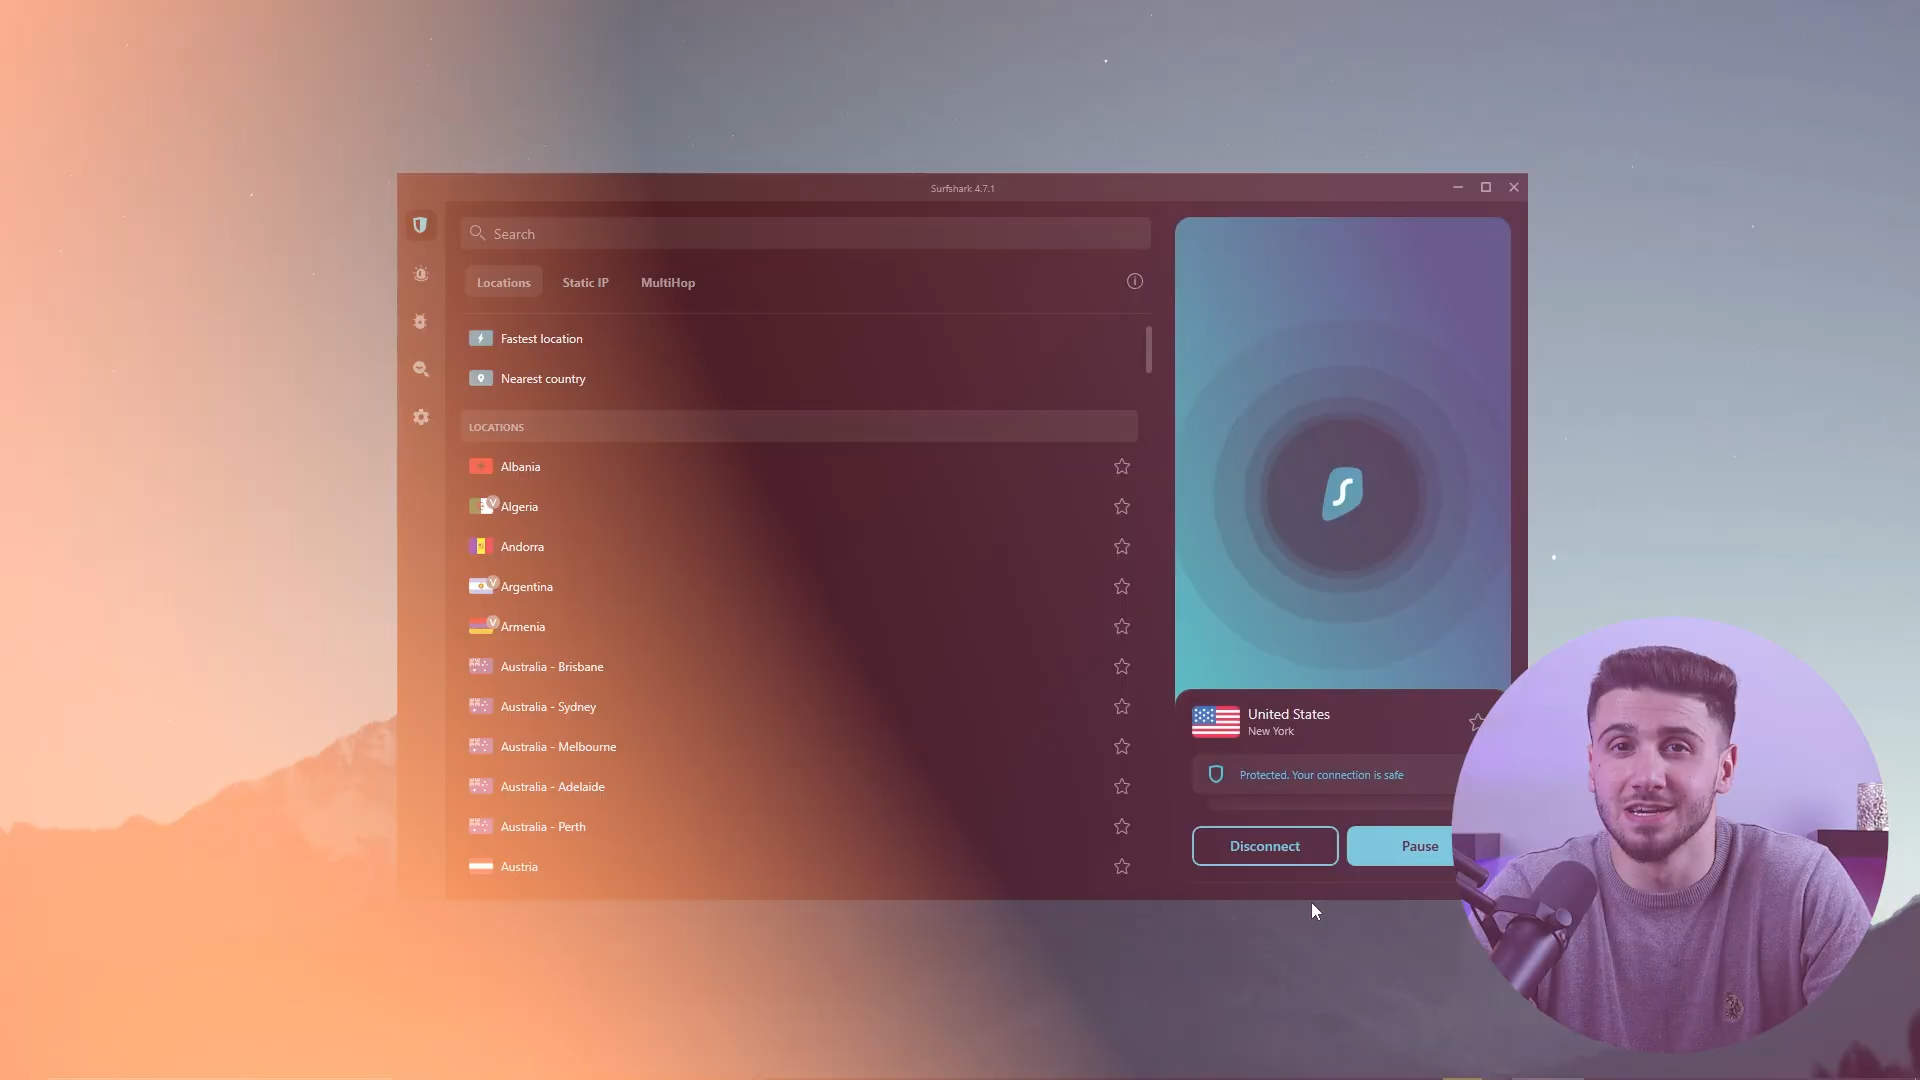 Surfshark 4.7.1
Search
Locations
Static IP
MultiHop
Fastest location
Nearest country
LOCATIONS
Albania
V
Algeria
Andorra
V
Argentina
V
Armenia
Australia - Brisbane
Australia - Sydney
Australia - Melbourne
Australia - Adelaide
Australia - Perth
Austria
S
United States
New York
Protected. Your connection is safe
Disconnect
Pause